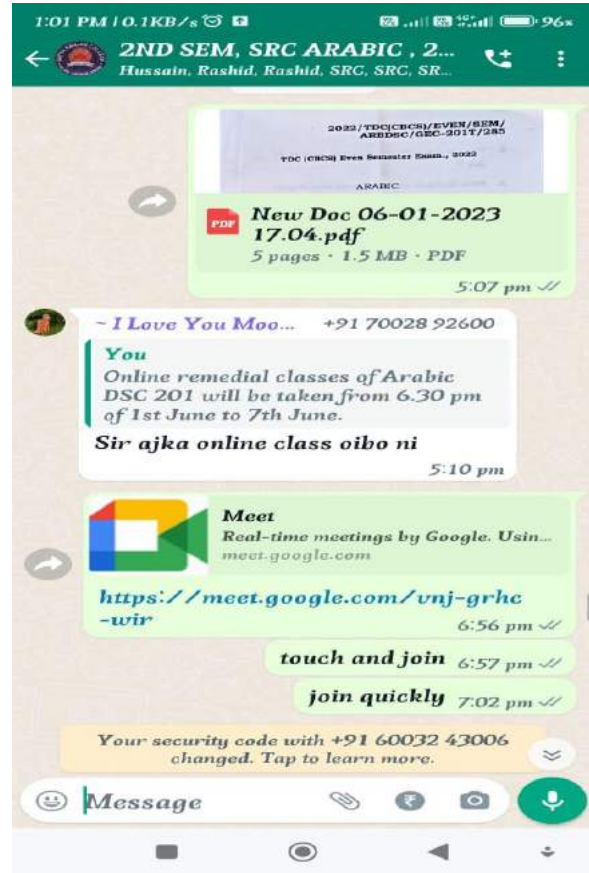 1:01 PM | 0.1KB/s
96%
2ND SEM, SRC ARABIC , 2...
Hussain, Rashid, Rashid, SRC, SRC, SR...
2022/TDC(CBCS)/EVEN/SEM/
ARBDSC/GEC-201T/285
TDC (CBCS) Even Semester Exam., 2022
ARABIC
PDF
New Doc 06-01-2023
17.04.pdf
5 pages · 1.5 MB · PDF
5:07 pm
~ I Love You Moo... +91 70028 92600
You
Online remedial classes of Arabic
DSC 201 will be taken from 6.30 pm
of 1st June to 7th June.
Sir ajka online class oibo ni
5:10 pm
Meet
Real-time meetings by Google. Usin...
meet.google.com
https://meet.google.com/vnj-grhc
-wir
6:56 pm
touch and join 6:57 pm
join quickly 7:02 pm
Your security code with +91 60032 43006
changed. Tap to learn more.
Message